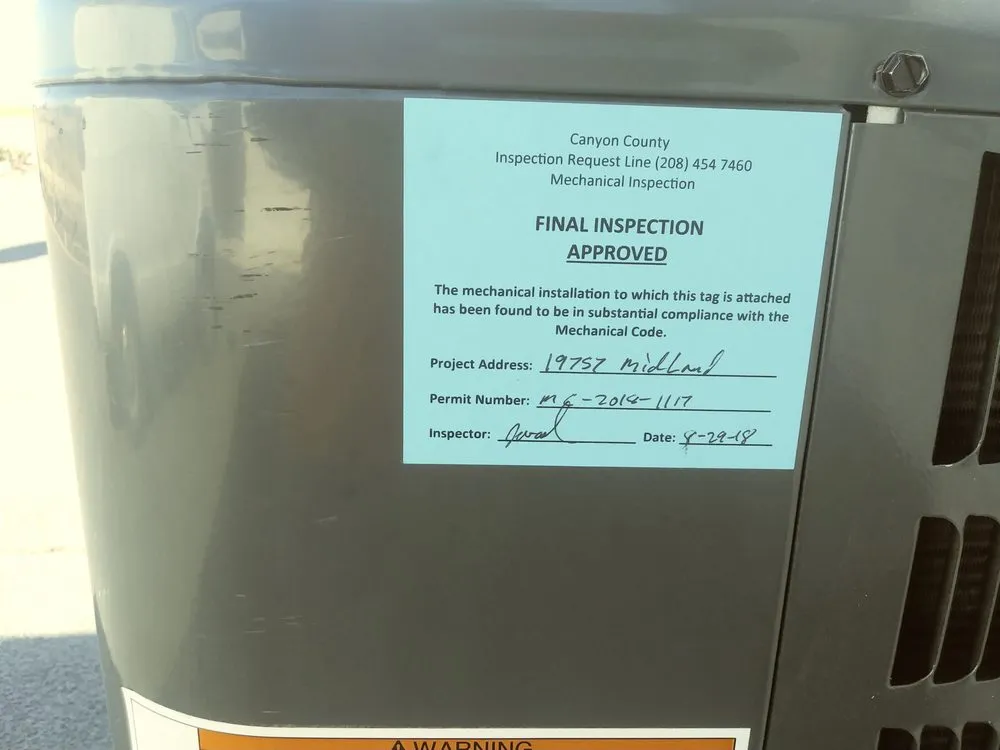 Canyon County
Inspection Request Line (208) 454 7460
Mechanical Inspection
FINAL INSPECTION
APPROVED
The mechanical installation to which this tag is attached
has been found to be in substantial compliance with the
Mechanical Code.
Project Address: 19757 Midland
Permit Number: MC-2018-1117
Inspector:
Date: 8-29-18
WARNING